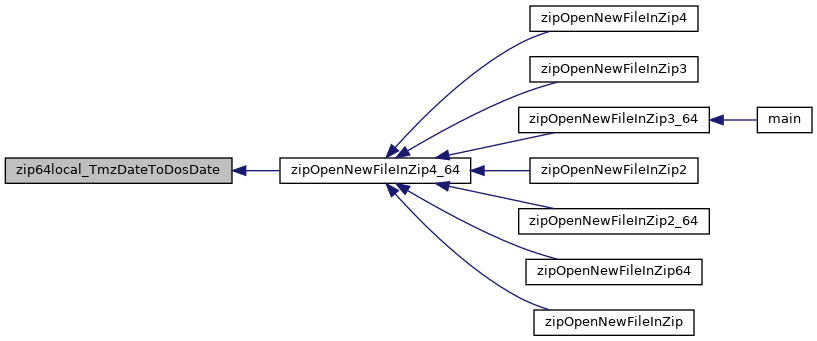 zipOpenNewFileInZip4
zipOpenNewFileInZip3
zipOpenNewFileInZip3_64
main
zip64local_TmzDateToDosDate
zipOpenNewFileInZip4_64
zipOpenNewFileInZip2
zipOpenNewFileInZip2_64
zipOpenNewFileInZip64
zipOpenNewFileInZip